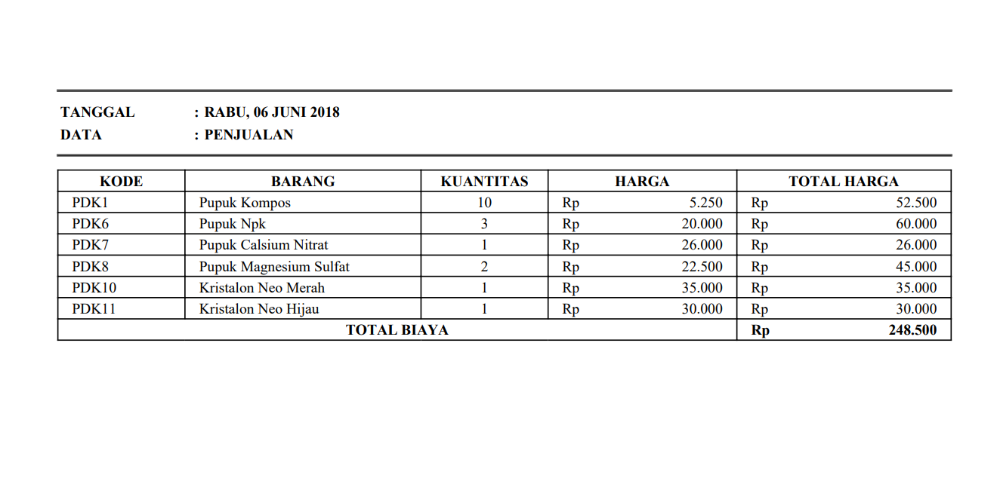 TANGGAL : RABU, 06 JUNI 2018
DATA : PENJUALAN
KODE BARANG KUANTITAS HARGA TOTAL HARGA
PDK1 Pupuk Kompos 10 Rp 5.250 Rp 52.500
PDK6 Pupuk Npk 3 Rp 20.000 Rp 60.000
PDK7 Pupuk Calsium Nitrat 1 Rp 26.000 Rp 26.000
PDK8 Pupuk Magnesium Sulfat 2 Rp 22.500 Rp 45.000
PDK10 Kristalon Neo Merah 1 Rp 35.000 Rp 35.000
PDK11 Kristalon Neo Hijau 1 Rp 30.000 Rp 30.000
TOTAL BIAYA Rp 248.500